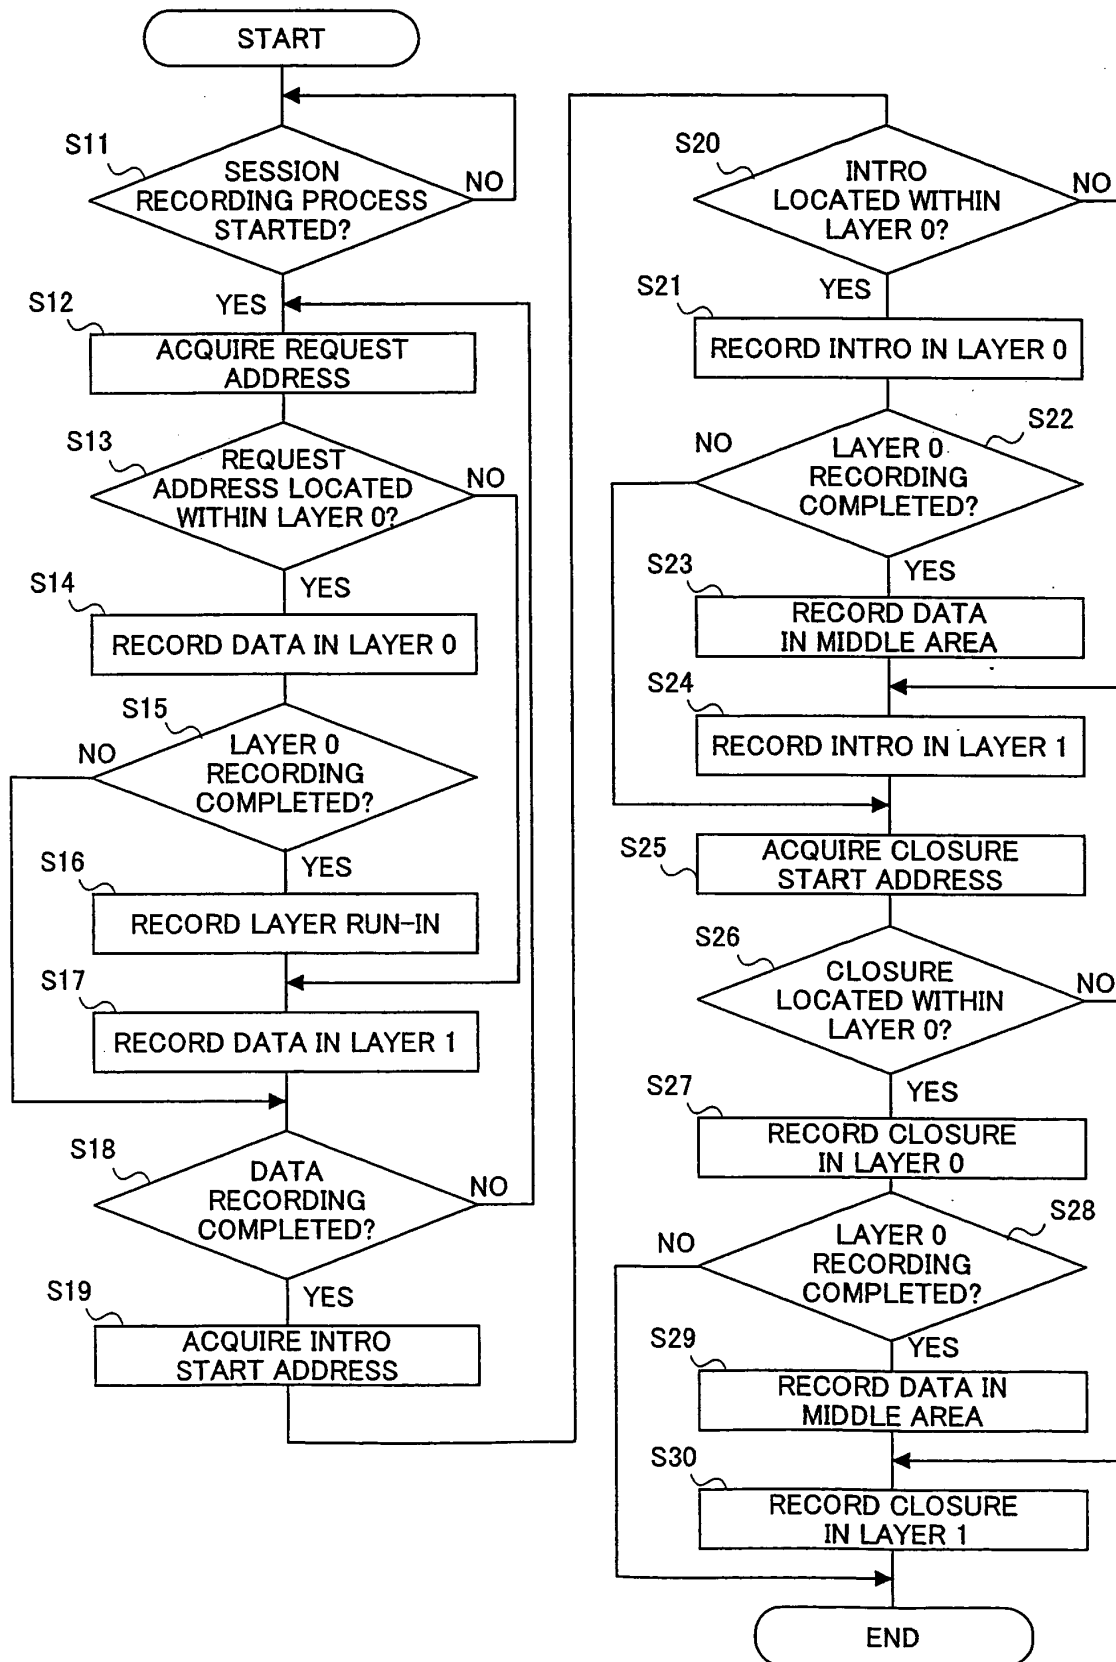 START
S11
SESSION
RECORDING PROCESS
STARTED?
NO
YES
S12
ACQUIRE REQUEST
ADDRESS
S13
REQUEST
ADDRESS LOCATED
WITHIN LAYER 0?
NO
YES
S14
RECORD DATA IN LAYER 0
S15
NO
LAYER 0
RECORDING
COMPLETED?
YES
S16
RECORD LAYER RUN-IN
S17
RECORD DATA IN LAYER 1
S18
DATA
RECORDING
COMPLETED?
NO
YES
S19
ACQUIRE INTRO
START ADDRESS
S20
INTRO
LOCATED WITHIN
LAYER 0?
NO
YES
S21
RECORD INTRO IN LAYER 0
S22
NO
LAYER 0
RECORDING
COMPLETED?
YES
S23
RECORD DATA
IN MIDDLE AREA
S24
RECORD INTRO IN LAYER 1
S25
ACQUIRE CLOSURE
START ADDRESS
S26
CLOSURE
LOCATED WITHIN
LAYER 0?
NO
YES
S27
RECORD CLOSURE
IN LAYER 0
S28
NO
LAYER 0
RECORDING
COMPLETED?
YES
S29
RECORD DATA IN
MIDDLE AREA
S30
RECORD CLOSURE
IN LAYER 1
END